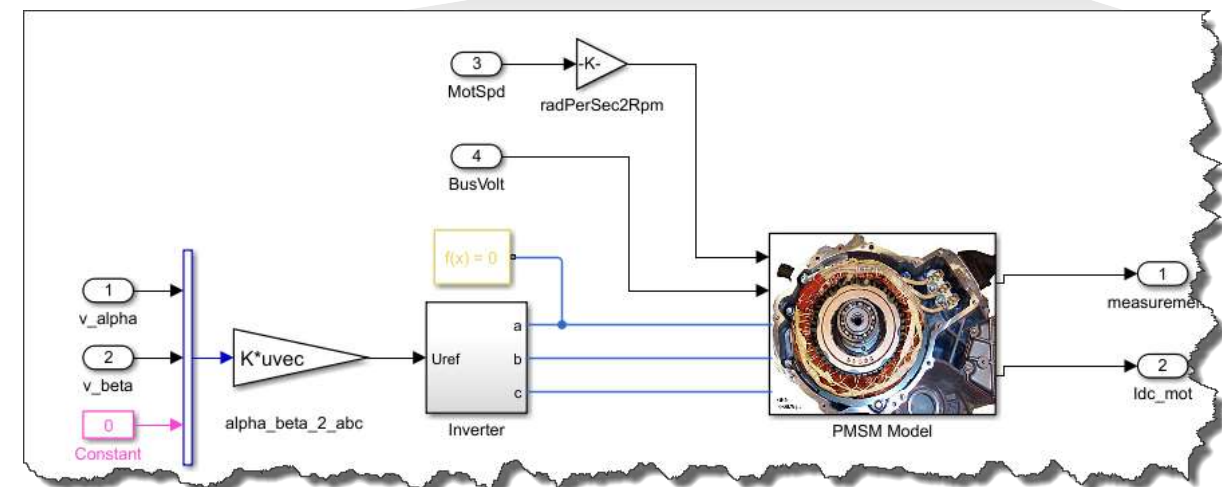 3
-K-
MotSpd
radPerSec2Rpm
4
BusVolt
f(x) = 0
1
v_alpha
2
v_beta
0
Constant
K*uvec
alpha_beta_2_abc
Uref
a
b
c
Inverter
PMSM Model
1
measuremen
2
Idc_mot